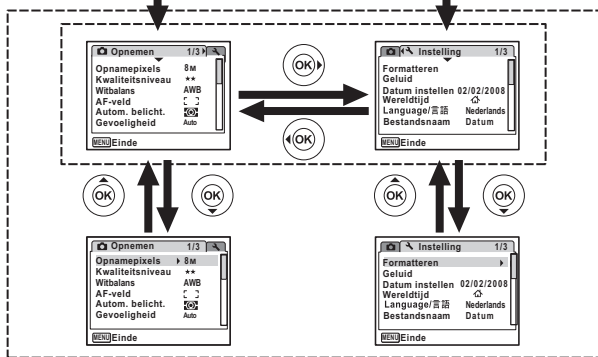 Opnemen 1/3
Opnamepixels 8M
Kwaliteitsniveau ★★
Witbalans AWB
AF-veld
Autom. belicht.
Gevoeligheid Auto
MENU Einde
OK
OK
Instelling 1/3
Formatteren
Geluid
Datum instellen 02/02/2008
Wereldtijd
Language/言語 Nederlands
Bestandsnaam Datum
MENU Einde
OK
OK
OK
OK
Opnemen 1/3
Opnamepixels 8M
Kwaliteitsniveau ★★
Witbalans AWB
AF-veld
Autom. belicht.
Gevoeligheid Auto
MENU Einde
Instelling 1/3
Formatteren
Geluid
Datum instellen 02/02/2008
Wereldtijd
Language/言語 Nederlands
Bestandsnaam Datum
MENU Einde